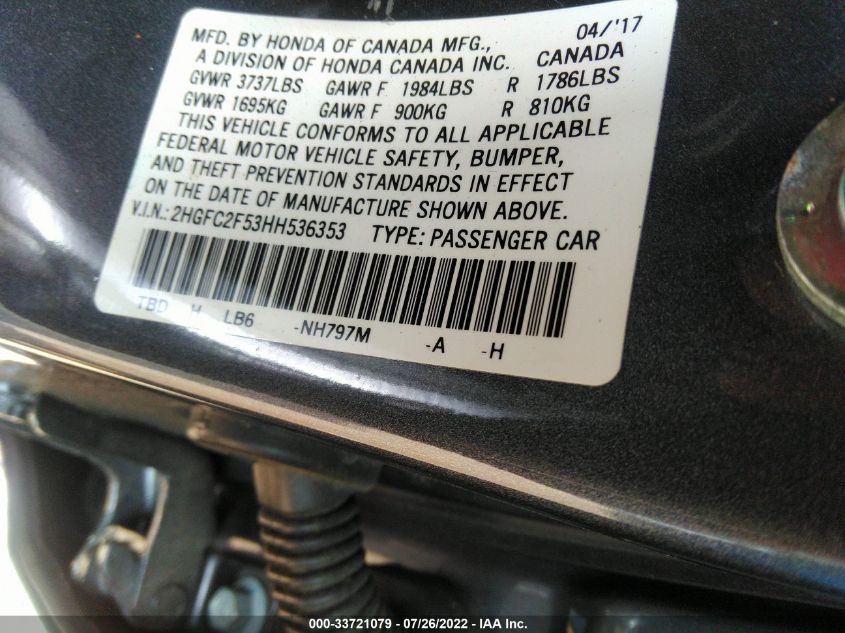 MFD. BY HONDA OF CANADA MFG., 04/'17
A DIVISION OF HONDA CANADA INC. CANADA
GVWR 3737LBS GAWR F 1984LBS R 1786LBS
GVWR 1695KG GAWR F 900KG R 810KG
THIS VEHICLE CONFORMS TO ALL APPLICABLE
FEDERAL MOTOR VEHICLE SAFETY, BUMPER,
AND THEFT PREVENTION STANDARDS IN EFFECT
ON THE DATE OF MANUFACTURE SHOWN ABOVE.
V.I.N.: 2HGFC2F53HH536353 TYPE: PASSENGER CAR
TBD H LB6 -NH797M -A -H
000-33721079 / 07/26/2022 - IAA Inc.